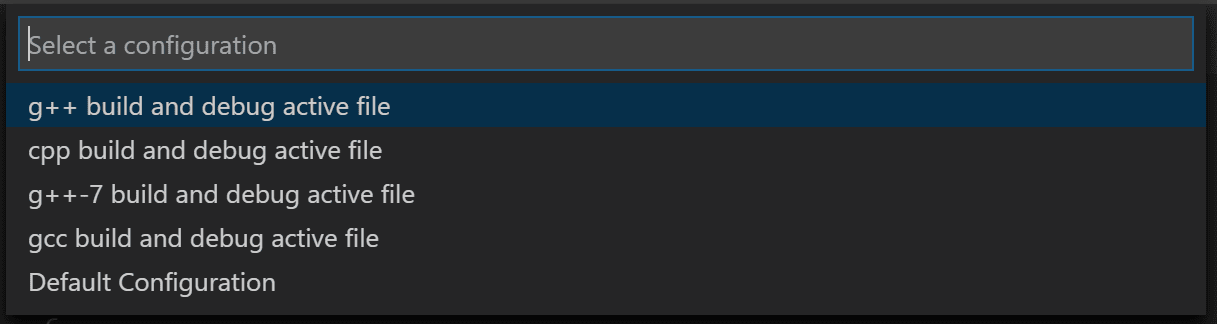 Select a configuration
g++ build and debug active file
cpp build and debug active file
g++-7 build and debug active file
gcc build and debug active file
Default Configuration